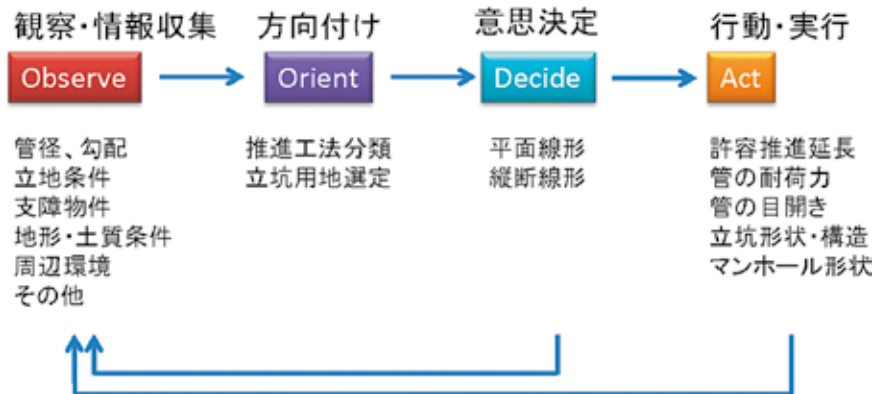 観察・情報収集
方向付け
意思決定
行動・実行
Observe
Orient
Decide
Act
管径、勾配
立地条件
支障物件
地形・土質条件
周辺環境
その他
推進工法分類
立坑用地選定
平面線形
縦断線形
許容推進延長
管の耐荷力
管の目開き
立坑形状・構造
マンホール形状